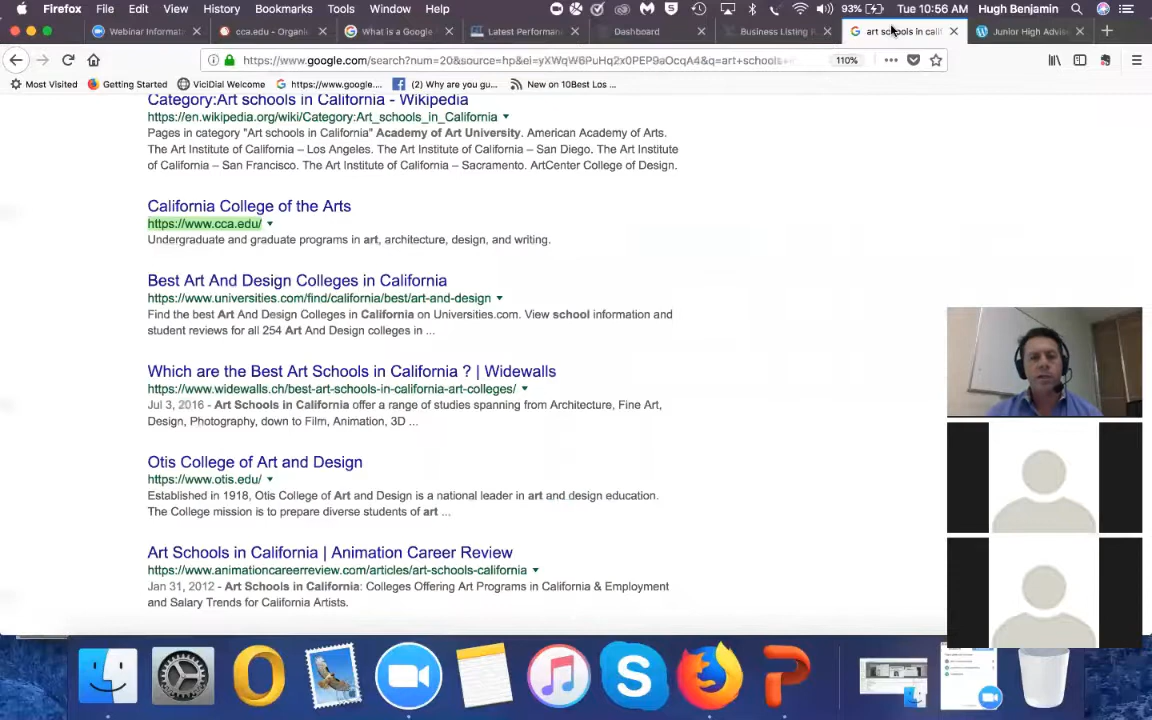 Firefox File Edit View History Bookmarks Tools Window Help 93% Tue 10:56 AM Hugh Benjamin
Webinar Informat cca.edu - Organic What is a Google Latest Performan Dashboard Business Listing art schools in calif Junior High Advis
https://www.google.com/search?num=20&source=hp&ei=yXWqW6PuHq2x0PEP9aOcqA4&q=art+schools 110%
Most Visited Getting Started ViciDial Welcome https://www.google.... (2) Why are you gu... New on 10Best Los ...
Category:Art schools in California - Wikipedia
https://en.wikipedia.org/wiki/Category:Art_schools_in_California
Pages in category "Art schools in California" Academy of Art University. American Academy of Arts.
The Art Institute of California – Los Angeles. The Art Institute of California – San Diego. The Art Institute
of California – San Francisco. The Art Institute of California – Sacramento. ArtCenter College of Design.
California College of the Arts
https://www.cca.edu/
Undergraduate and graduate programs in art, architecture, design, and writing.
Best Art And Design Colleges in California
https://www.universities.com/find/california/best/art-and-design
Find the best Art And Design Colleges in California on Universities.com. View school information and
student reviews for all 254 Art And Design colleges in ...
Which are the Best Art Schools in California ? | Widewalls
https://www.widewalls.ch/best-art-schools-in-california-art-colleges/
Jul 3, 2016 - Art Schools in California offer a range of studies spanning from Architecture, Fine Art,
Design, Photography, down to Film, Animation, 3D ...
Otis College of Art and Design
https://www.otis.edu/
Established in 1918, Otis College of Art and Design is a national leader in art and design education.
The College mission is to prepare diverse students of art ...
Art Schools in California | Animation Career Review
https://www.animationcareerreview.com/articles/art-schools-california
Jan 31, 2012 - Art Schools in California: Colleges Offering Art Programs in California & Employment
and Salary Trends for California Artists.